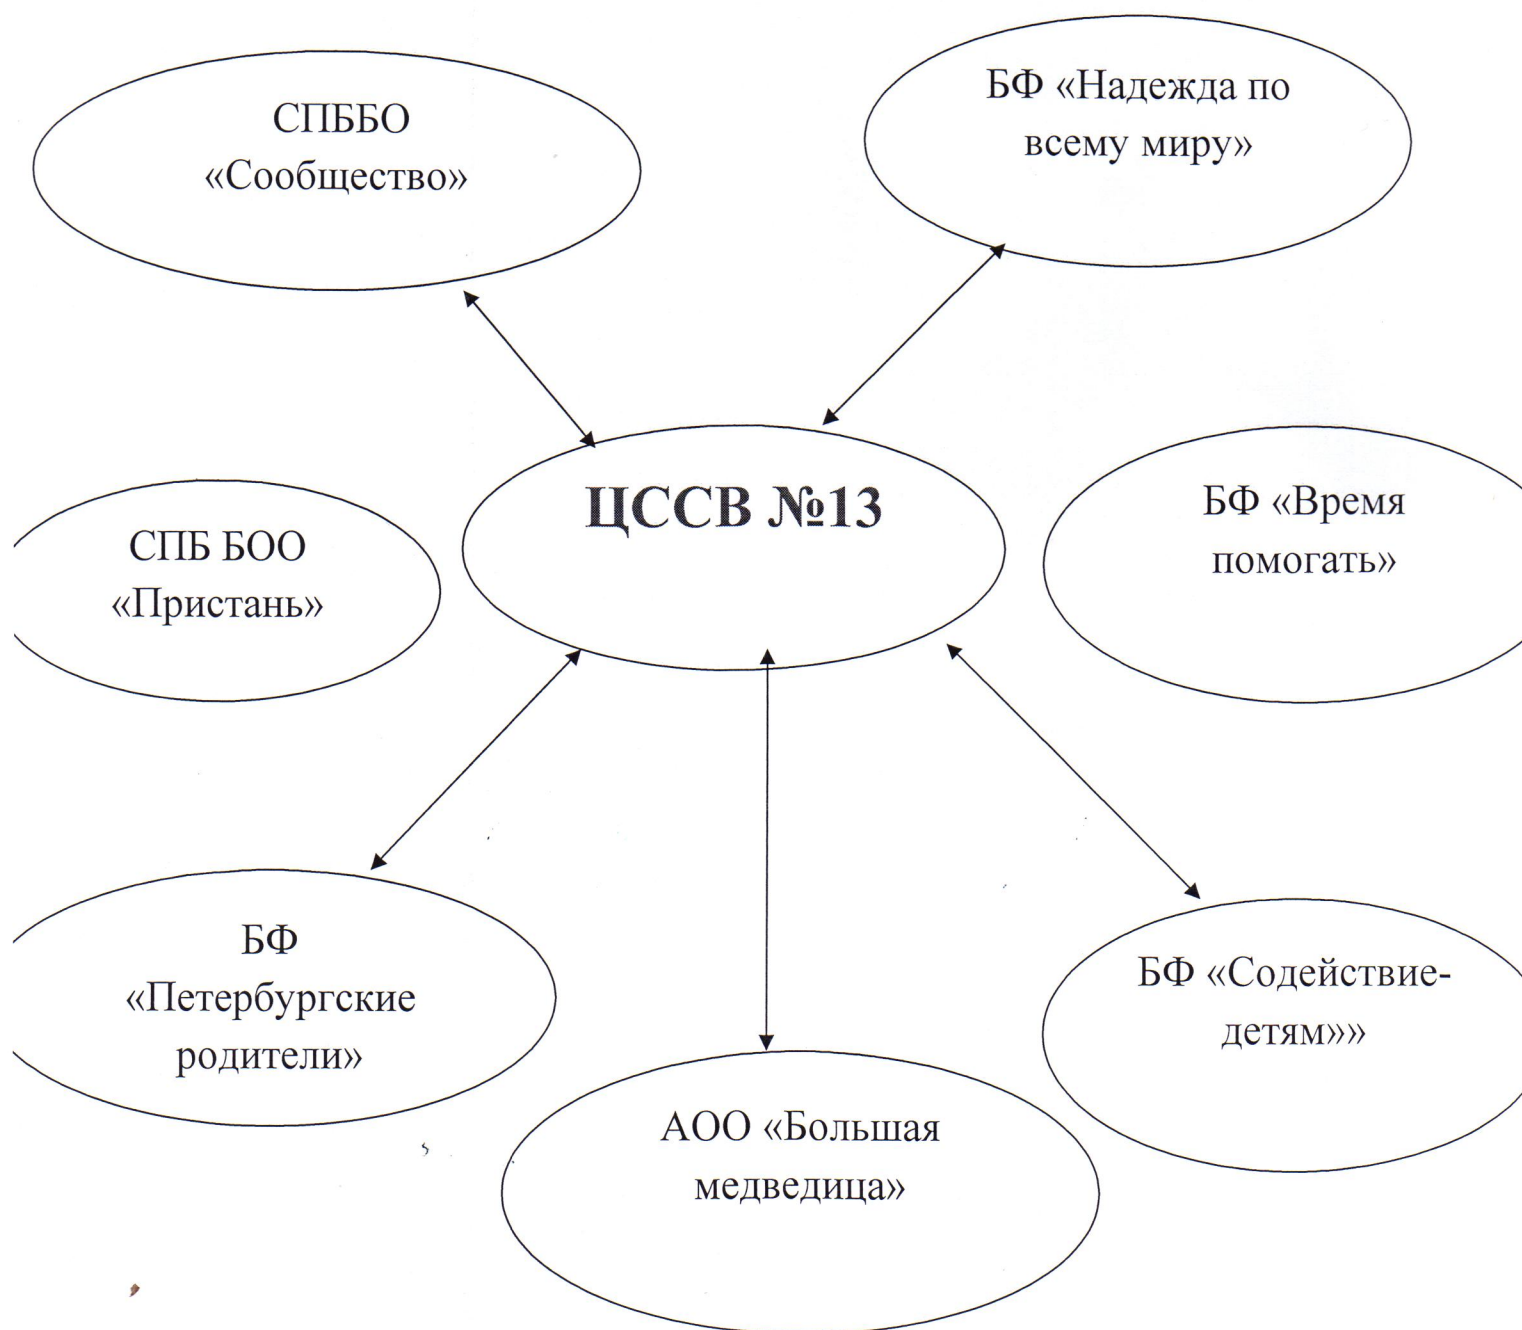 СПББО
«Сообщество»
БФ «Надежда по
всему миру»
ЦССВ №13
СПБ БОО
«Пристань»
БФ «Время
помогать»
БФ
«Петербургские
родители»
АОО «Большая
медведица»
БФ «Содействие-
детям»»